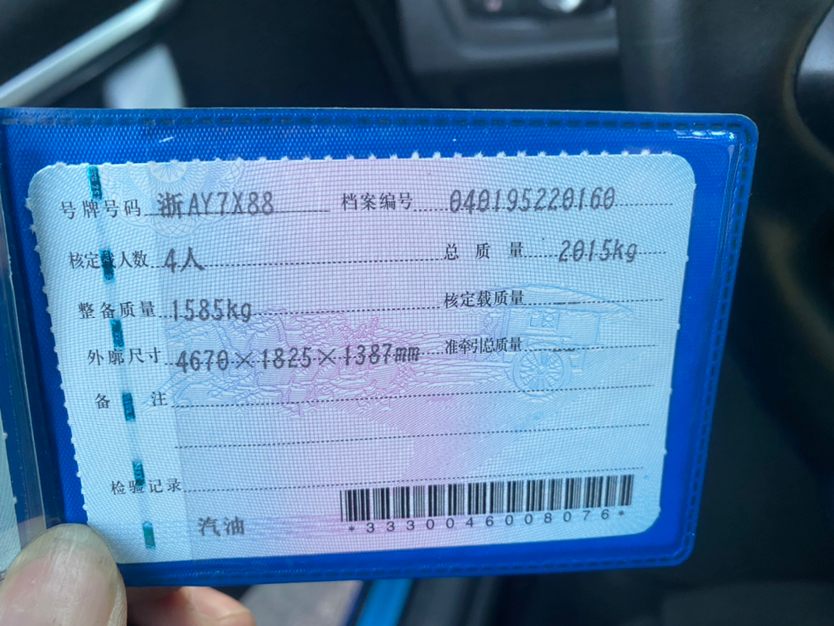 号牌号码 浙AY7X88 档案编号 040195220160
核定载人数 4人 总质量 2015kg
整备质量 1585kg 核定载质量 --
外廓尺寸 4670×1825×1387mm 准牵引总质量 --
备注
检验记录
汽油 *3330046008076*